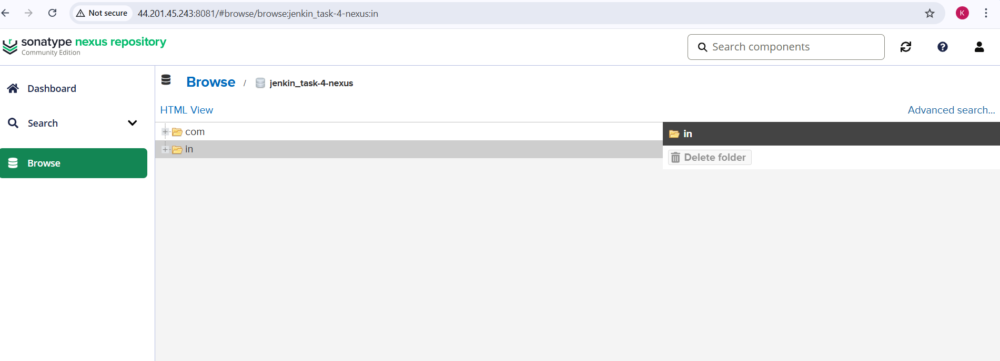 Not secure 44.201.45.243:8081/#browse/browse:jenkin_task-4-nexus:in K
sonatype nexus repository
Community Edition
Search components
Dashboard
Search
Browse
Browse / jenkin_task-4-nexus
HTML View Advanced search...
com
in
in
Delete folder